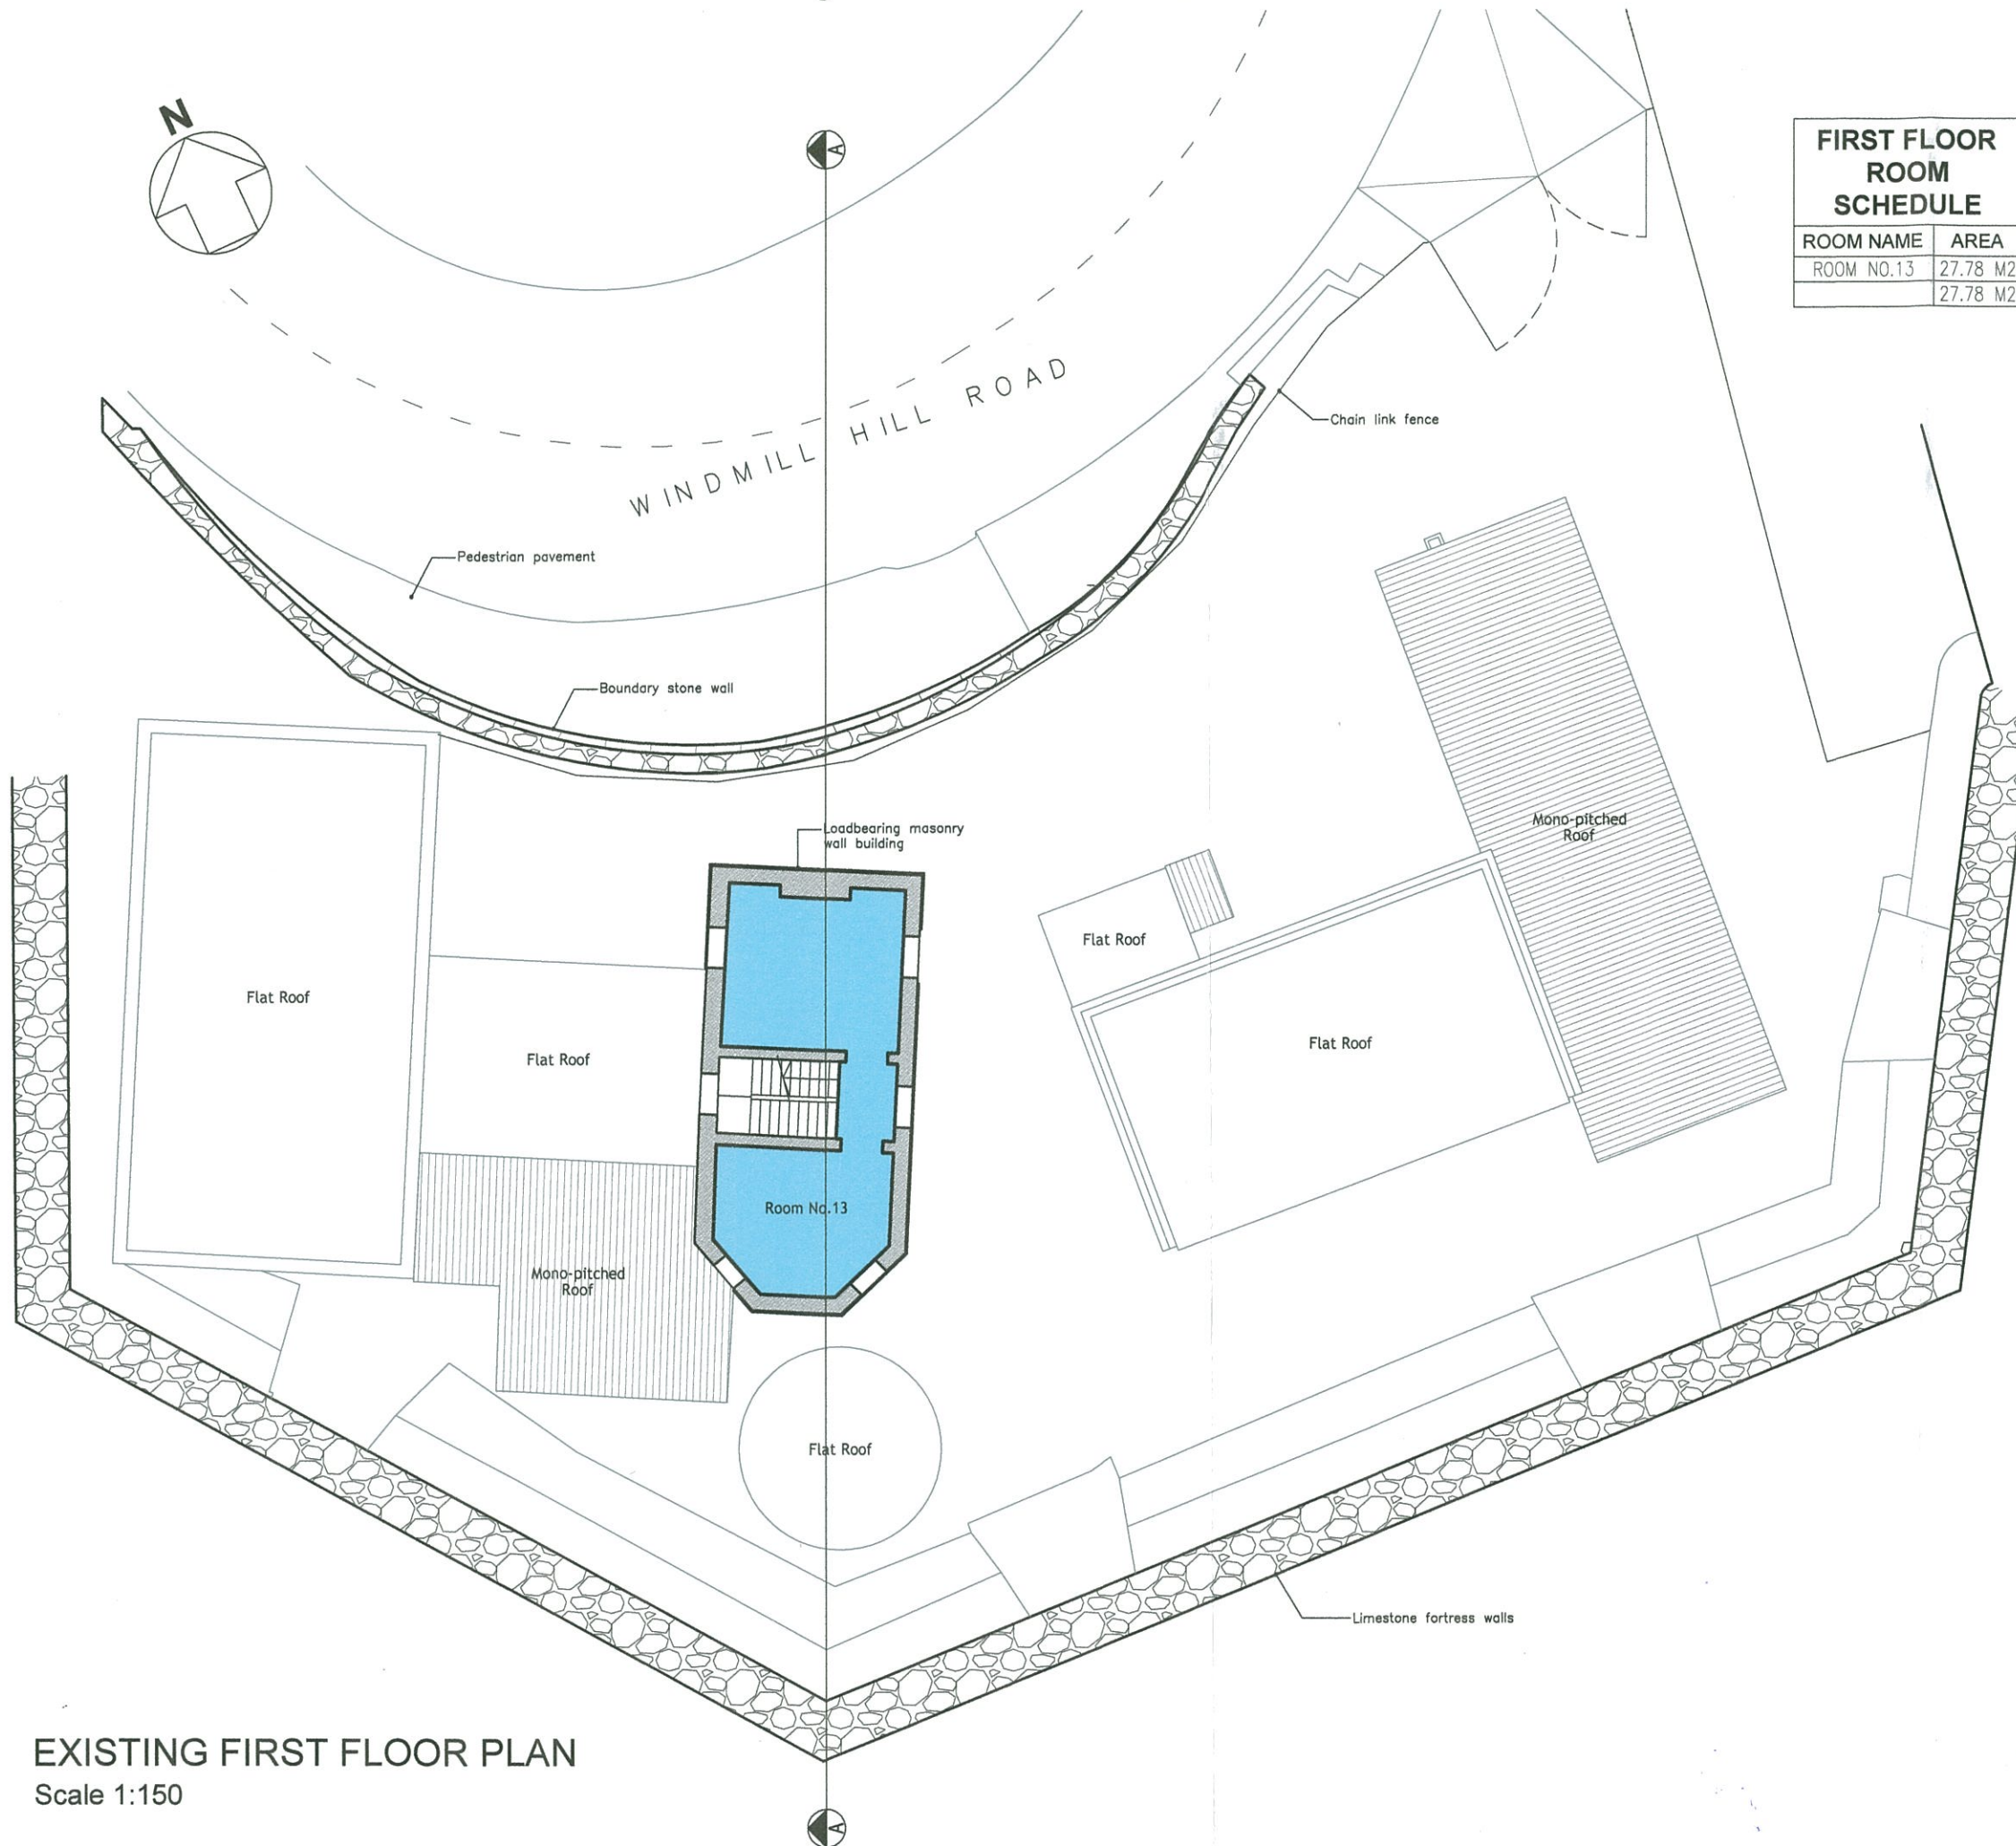 N
A
FIRST FLOOR
ROOM
SCHEDULE
ROOM NAME AREA
ROOM NO.13 27.78 M2
27.78 M2
WINDMILL HILL ROAD
Chain link fence
Pedestrian pavement
Boundary stone wall
Loadbearing masonry
wall building
Mono-pitched
Roof
Flat Roof
Flat Roof
Flat Roof
Flat Roof
Room No.13
Mono-pitched
Roof
Flat Roof
Limestone fortress walls
EXISTING FIRST FLOOR PLAN
Scale 1:150
A